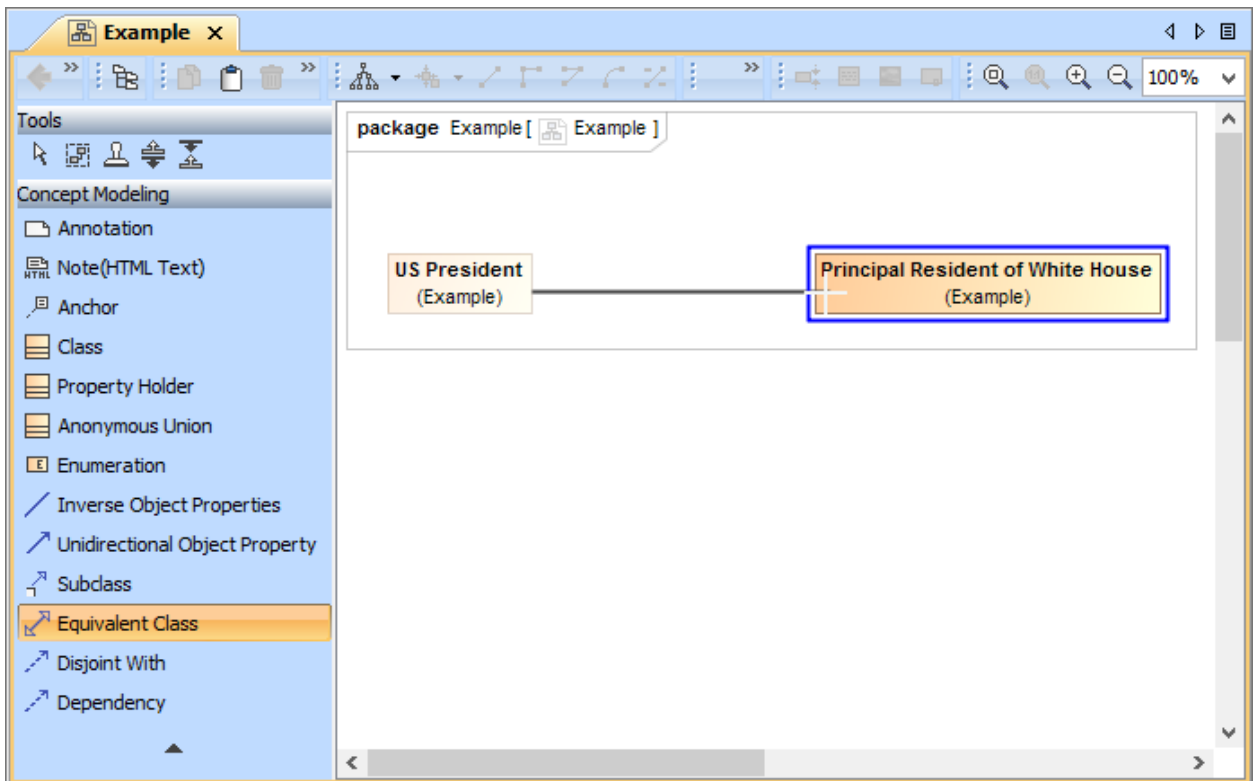 Example
100%
Tools
Concept Modeling
Annotation
Note(HTML Text)
Anchor
Class
Property Holder
Anonymous Union
Enumeration
Inverse Object Properties
Unidirectional Object Property
Subclass
Equivalent Class
Disjoint With
Dependency
package Example [ Example ]
US President
(Example)
Principal Resident of White House
(Example)